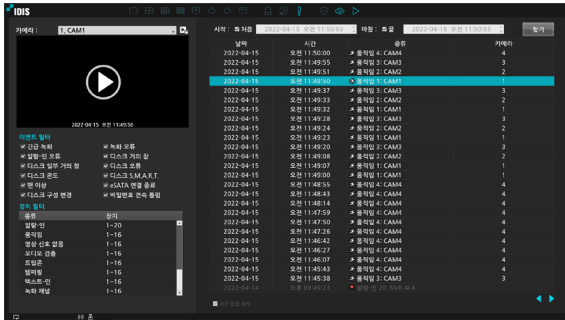 IDIS
카메라 : 1. CAM1
시작 : 처음 2022-04-15 오전 11:50:03 마침 : 끝 2022-04-15 오전 11:50:03 찾기
날짜 시간 종류 카메라
2022-04-15 오전 11:50:00 움직임 4: CAM4 4
2022-04-15 오전 11:49:55 움직임 3: CAM3 3
2022-04-15 오전 11:49:51 움직임 2: CAM2 2
2022-04-15 오전 11:49:50 움직임 1: CAM1 1
2022-04-15 오전 11:49:37 움직임 3: CAM3 3
2022-04-15 오전 11:49:33 움직임 2: CAM2 2
2022-04-15 오전 11:49:32 움직임 1: CAM1 1
2022-04-15 오전 11:49:28 움직임 3: CAM3 3
2022-04-15 오전 11:49:24 움직임 2: CAM2 2
2022-04-15 오전 11:49:23 움직임 1: CAM1 1
2022-04-15 오전 11:49:20 움직임 3: CAM3 3
2022-04-15 오전 11:49:08 움직임 2: CAM2 2
2022-04-15 오전 11:49:07 움직임 1: CAM1 1
2022-04-15 오전 11:49:00 움직임 1: CAM1 1
2022-04-15 오전 11:48:55 움직임 4: CAM4 4
2022-04-15 오전 11:48:43 움직임 4: CAM4 4
2022-04-15 오전 11:48:14 움직임 4: CAM4 4
2022-04-15 오전 11:47:59 움직임 4: CAM4 4
2022-04-15 오전 11:47:50 움직임 4: CAM4 4
2022-04-15 오전 11:47:26 움직임 4: CAM4 4
2022-04-15 오전 11:46:42 움직임 4: CAM4 4
2022-04-15 오전 11:46:27 움직임 4: CAM4 4
2022-04-15 오전 11:46:07 움직임 4: CAM4 4
2022-04-15 오전 11:45:43 움직임 4: CAM4 4
2022-04-15 오전 11:45:38 움직임 3: CAM3 3
2022-04-14 오후 03:49:23 알람-인 20: NVR AI 4
2022-04-15 오전 11:49:50
이벤트 필터
긴급 녹화 녹화 오류
알람-인 오류 디스크 거의 참
디스크 일부 거의 참 디스크 오류
디스크 온도 디스크 S.M.A.R.T.
팬 이상 eSATA 연결 종료
디스크 구성 변경 비밀번호 연속 틀림
장치 필터
종류 장치
알람-인 1~20
움직임 1~16
영상 신호 없음 1~16
오디오 검출 1~16
트립존 1~16
탬퍼링 1~16
텍스트-인 1~16
녹화 채널 1~16